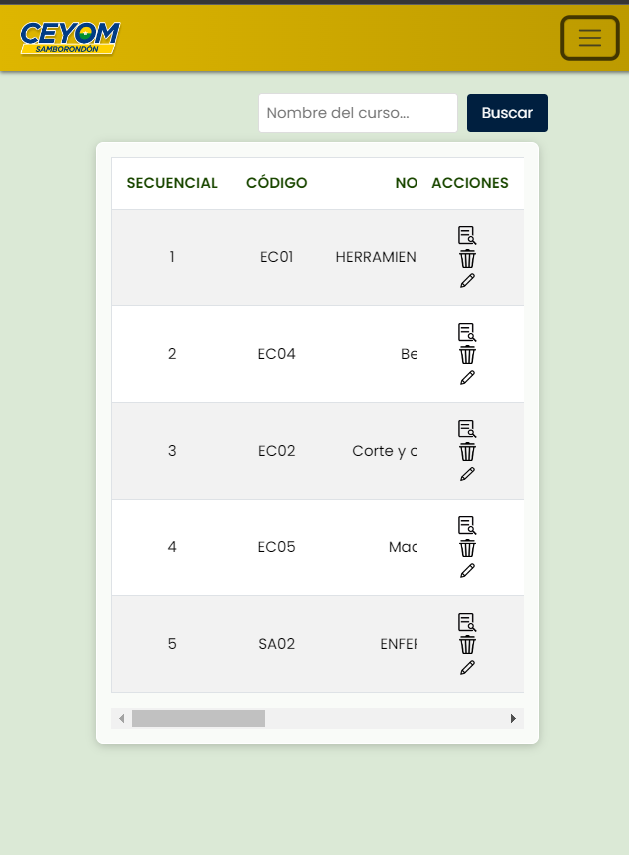 CEYOM
SAMBORONDÓN
Nombre del curso... Buscar
SECUENCIAL CÓDIGO NO ACCIONES
1 EC01 HERRAMIEN
2 EC04 Be
3 EC02 Corte y c
4 EC05 Mac
5 SA02 ENFER